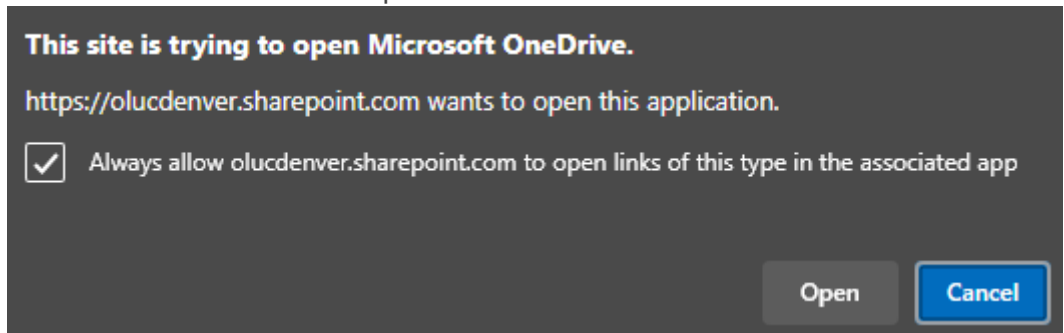 This site is trying to open Microsoft OneDrive.
https://olucdenver.sharepoint.com wants to open this application.
Always allow olucdenver.sharepoint.com to open links of this type in the associated app
Open
Cancel